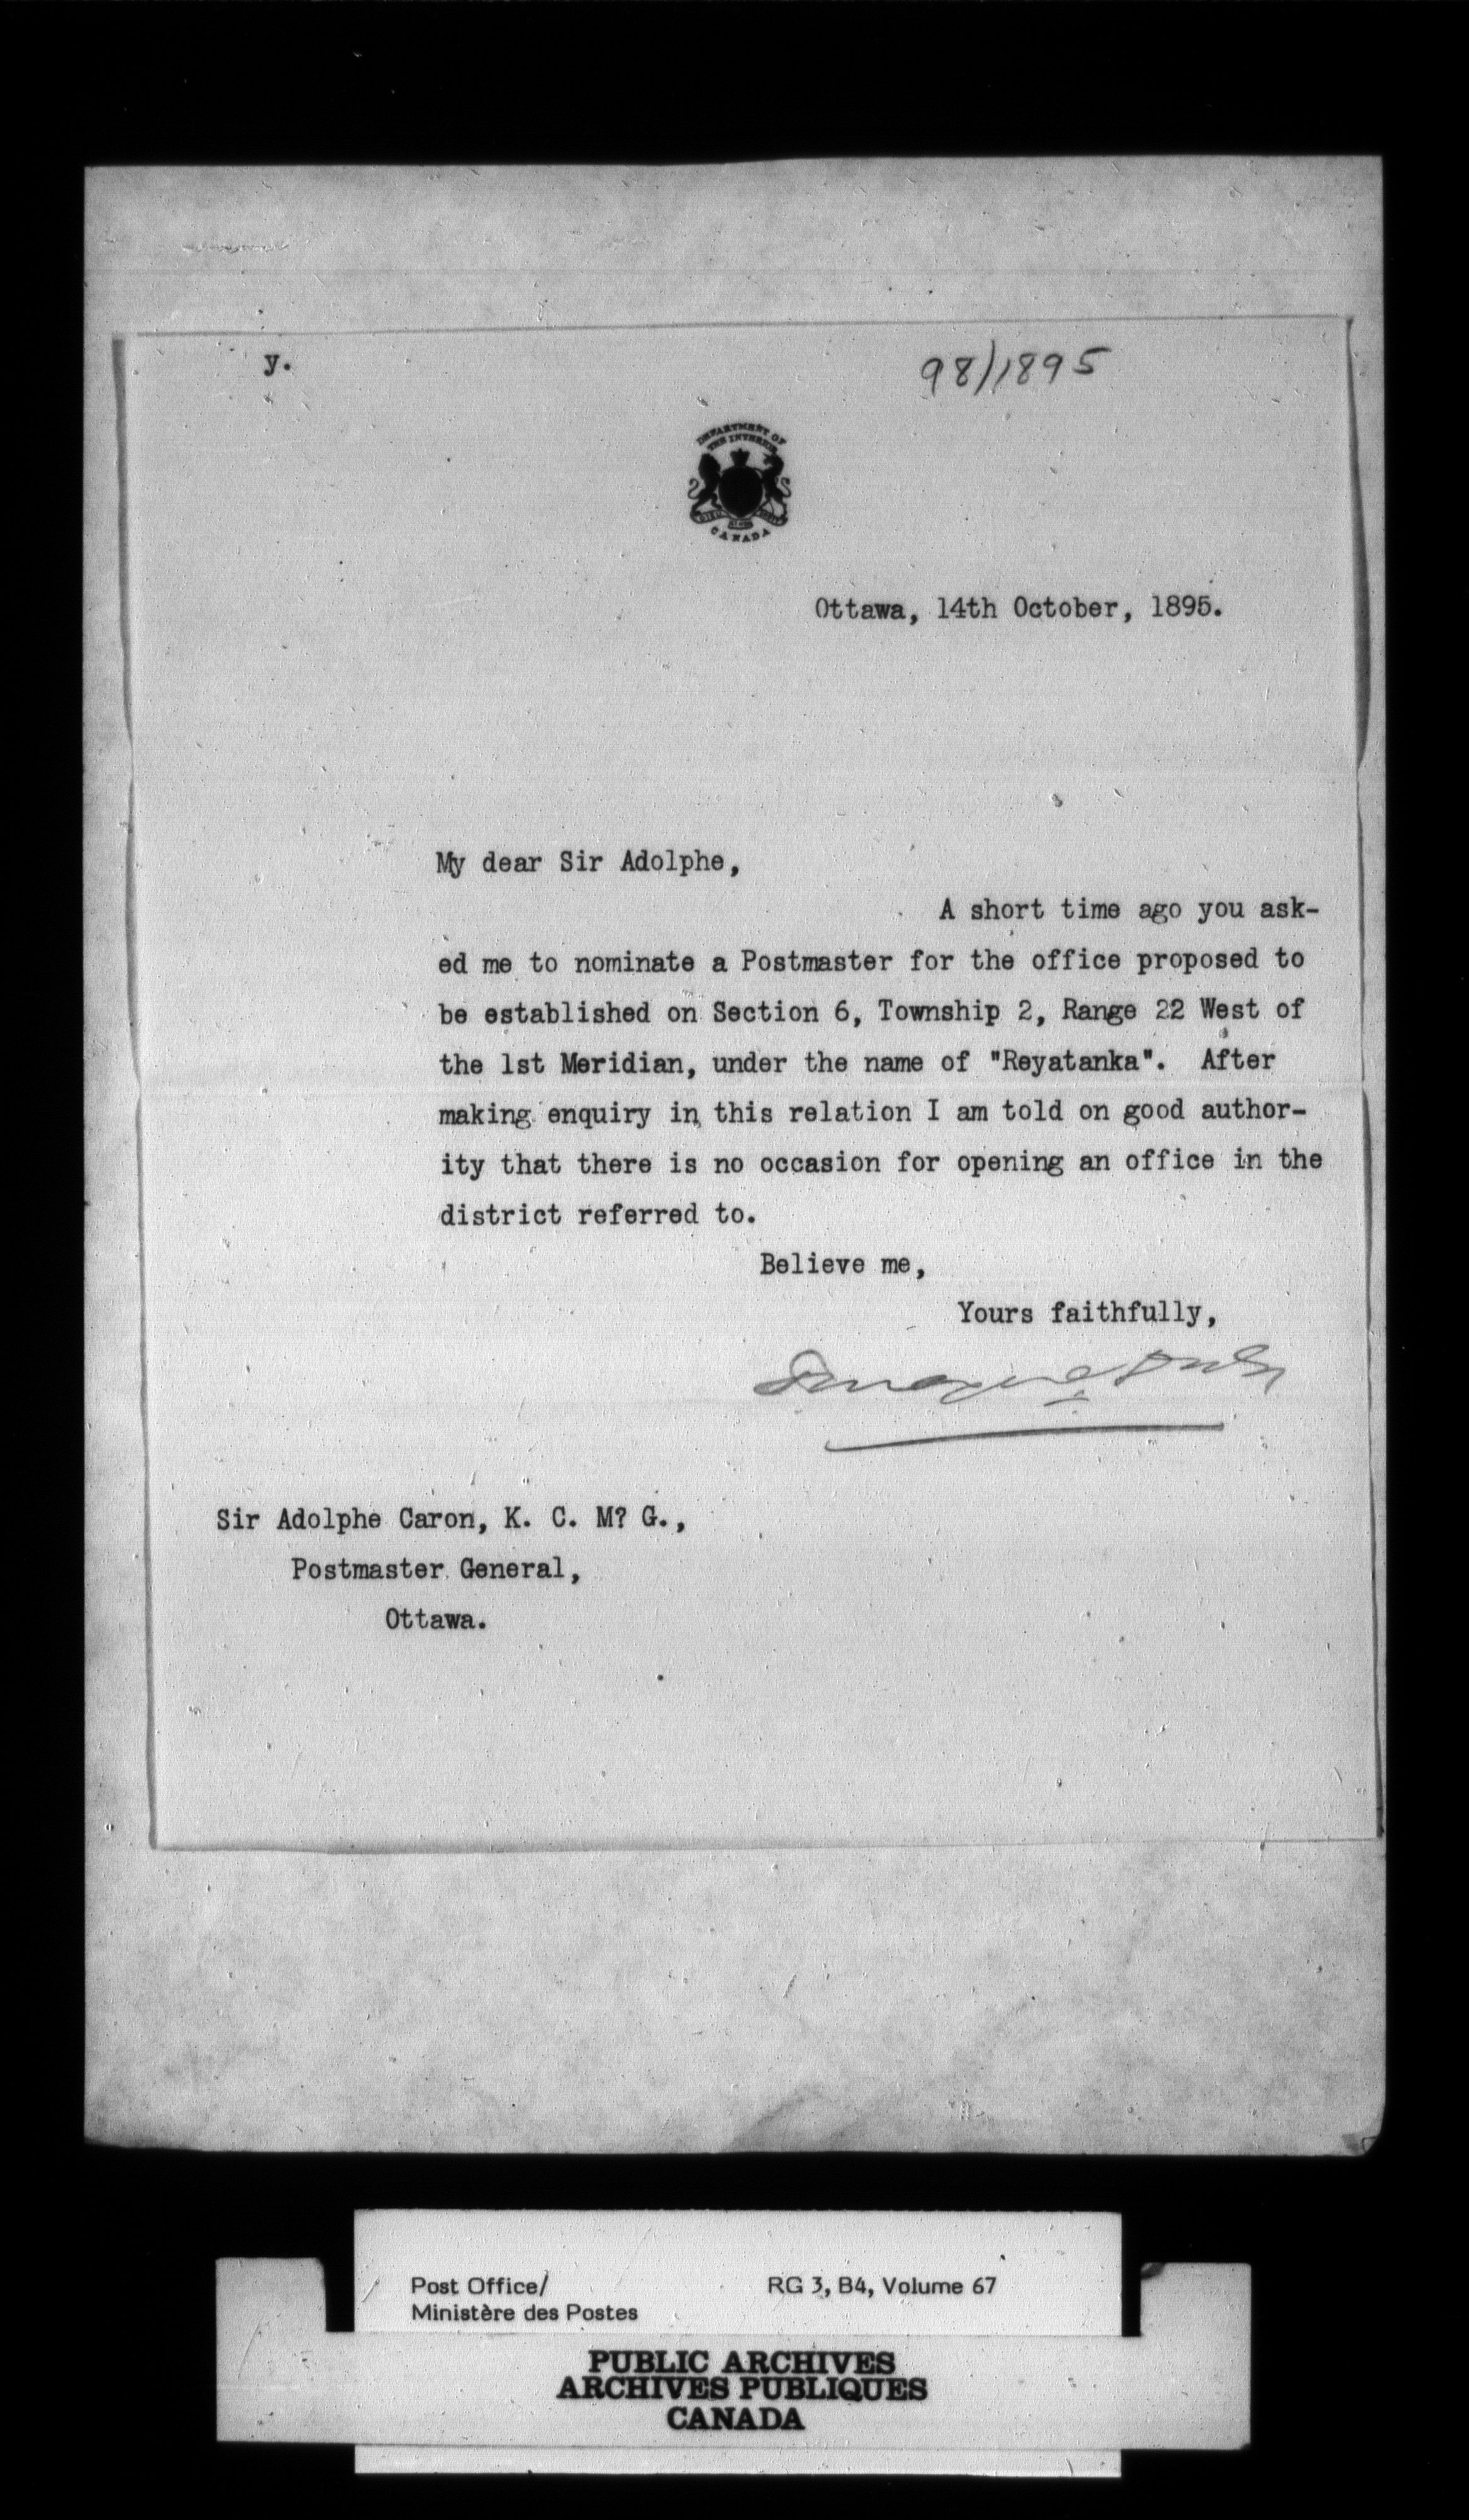 y.
98/1895
DEPARTMENT OF
THE INTERIOR
CANADA
Ottawa, 14th October, 1895.
My dear Sir Adolphe,
A short time ago you ask-
ed me to nominate a Postmaster for the office proposed to
be established on Section 6, Township 2, Range 22 West of
the 1st Meridian, under the name of "Reyatanka". After
making enquiry in this relation I am told on good author-
ity that there is no occasion for opening an office in the
district referred to.
Believe me,
Yours faithfully,
Sir Adolphe Caron, K. C. M? G.,
Postmaster General,
Ottawa.
Post Office/ RG 3, B4, Volume 67
Ministère des Postes
PUBLIC ARCHIVES
ARCHIVES PUBLIQUES
CANADA